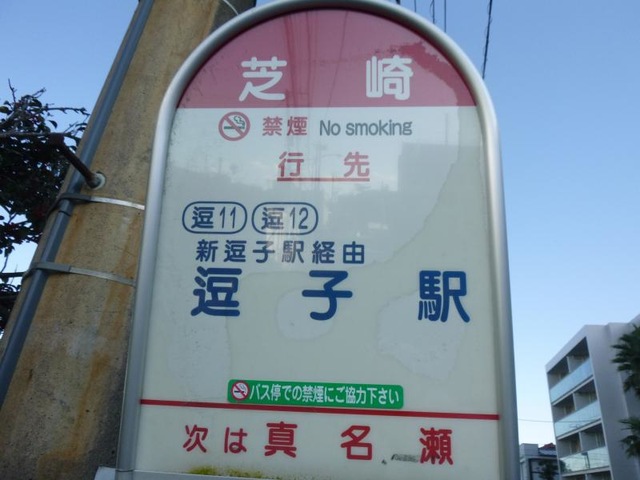 芝崎
禁煙 No smoking
行先
逗11 逗12
新逗子駅経由
逗子駅
バス停での禁煙にご協力下さい
次は真名瀬